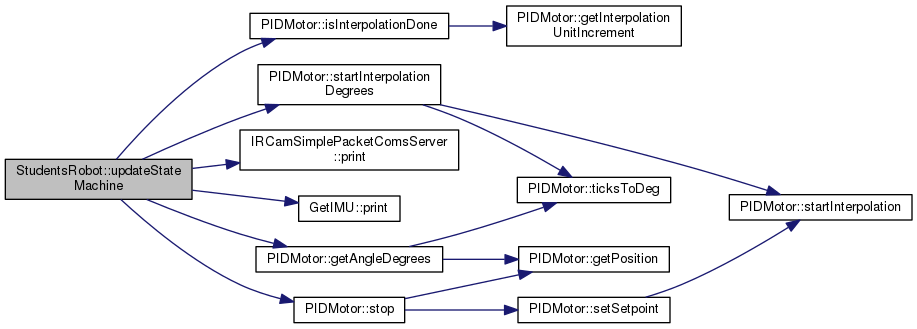 PIDMotor::isInterpolationDone
PIDMotor::getInterpolation
UnitIncrement
PIDMotor::startInterpolation
Degrees
IRCamSimplePacketComsServer
::print
StudentsRobot::updateState
Machine
PIDMotor::ticksToDeg
GetIMU::print
PIDMotor::startInterpolation
PIDMotor::getAngleDegrees
PIDMotor::getPosition
PIDMotor::stop
PIDMotor::setSetpoint